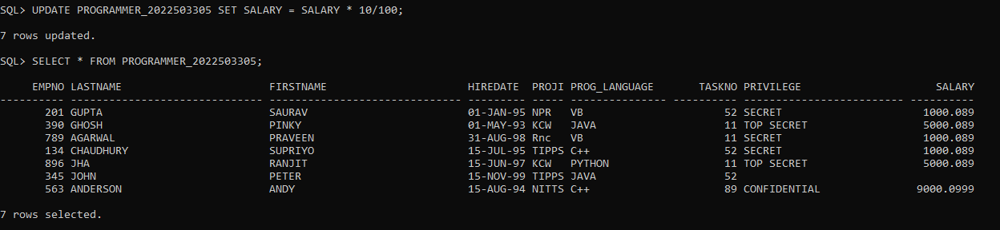 SQL> UPDATE PROGRAMMER_2022503305 SET SALARY = SALARY * 10/100;
7 rows updated.
SQL> SELECT * FROM PROGRAMMER_2022503305;
EMPNO LASTNAME FIRSTNAME HIREDATE PROJI PROG_LANGUAGE TASKNO PRIVILEGE SALARY
---------- ------------------------------ ------------------------------ --------- ----- --------------- ---------- ------------------------- ----------
201 GUPTA SAURAV 01-JAN-95 NPR VB 52 SECRET 1000.089
390 GHOSH PINKY 01-MAY-93 KCW JAVA 11 TOP SECRET 5000.089
789 AGARWAL PRAVEEN 31-AUG-98 Rnc VB 11 SECRET 1000.089
134 CHAUDHURY SUPRIYO 15-JUL-95 TIPPS C++ 52 SECRET 1000.089
896 JHA RANJIT 15-JUN-97 KCW PYTHON 11 TOP SECRET 5000.089
345 JOHN PETER 15-NOV-99 TIPPS JAVA 52
563 ANDERSON ANDY 15-AUG-94 NITTS C++ 89 CONFIDENTIAL 9000.0999
7 rows selected.